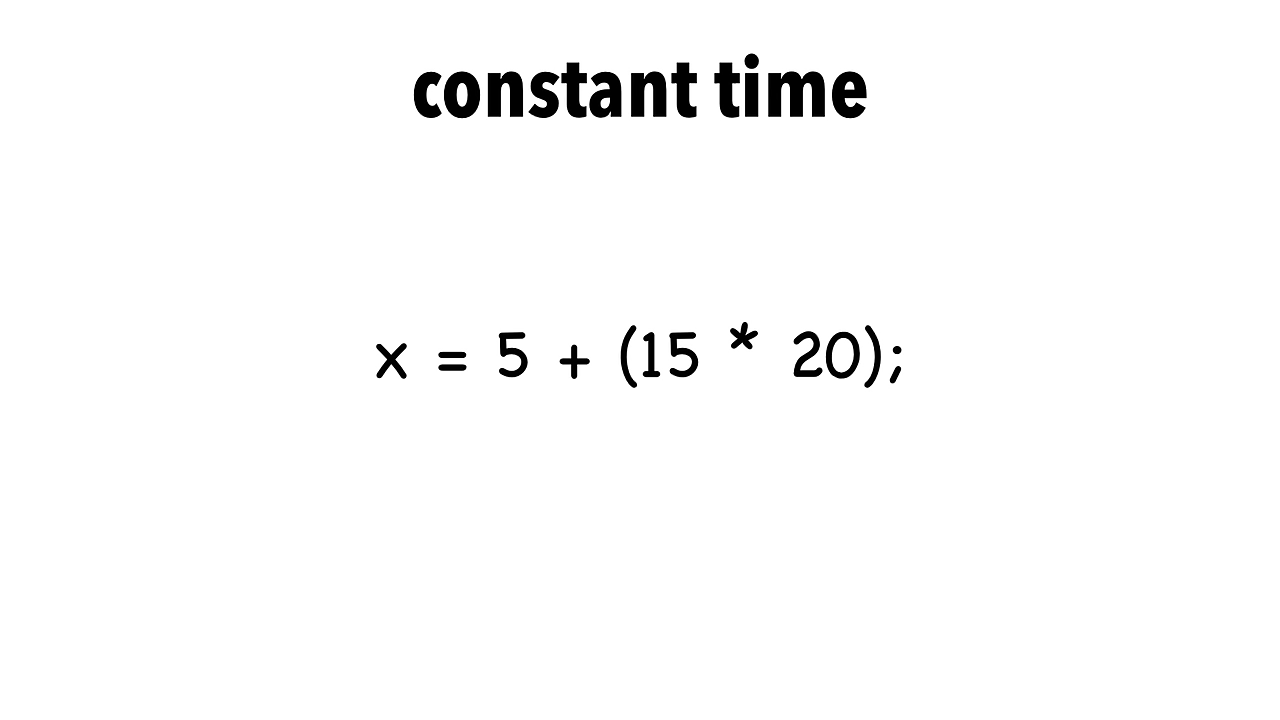 constant time
x = 5 + (15 * 20);